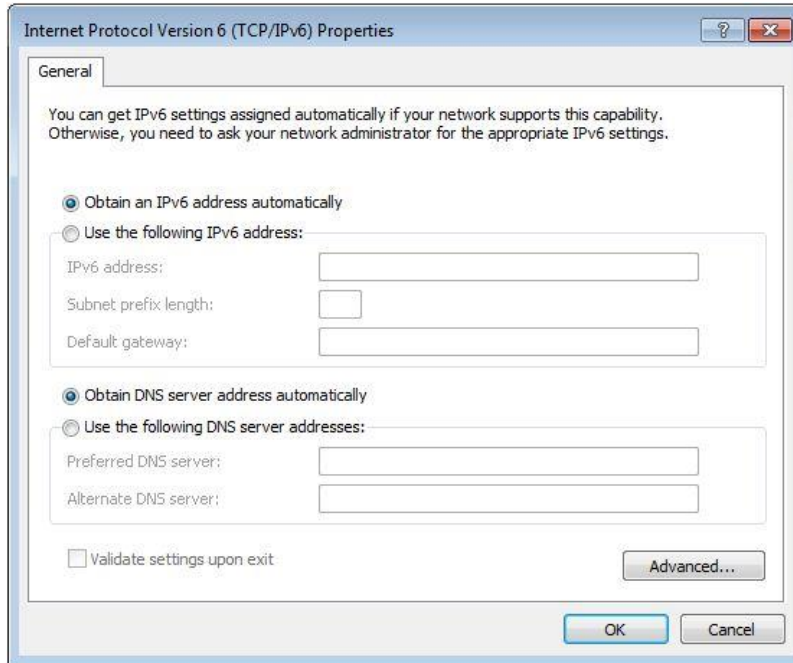 Internet Protocol Version 6 (TCP/IPv6) Properties
General
You can get IPv6 settings assigned automatically if your network supports this capability.
Otherwise, you need to ask your network administrator for the appropriate IPv6 settings.
Obtain an IPv6 address automatically
Use the following IPv6 address:
IPv6 address:
Subnet prefix length:
Default gateway:
Obtain DNS server address automatically
Use the following DNS server addresses:
Preferred DNS server:
Alternate DNS server:
Validate settings upon exit
Advanced...
OK Cancel